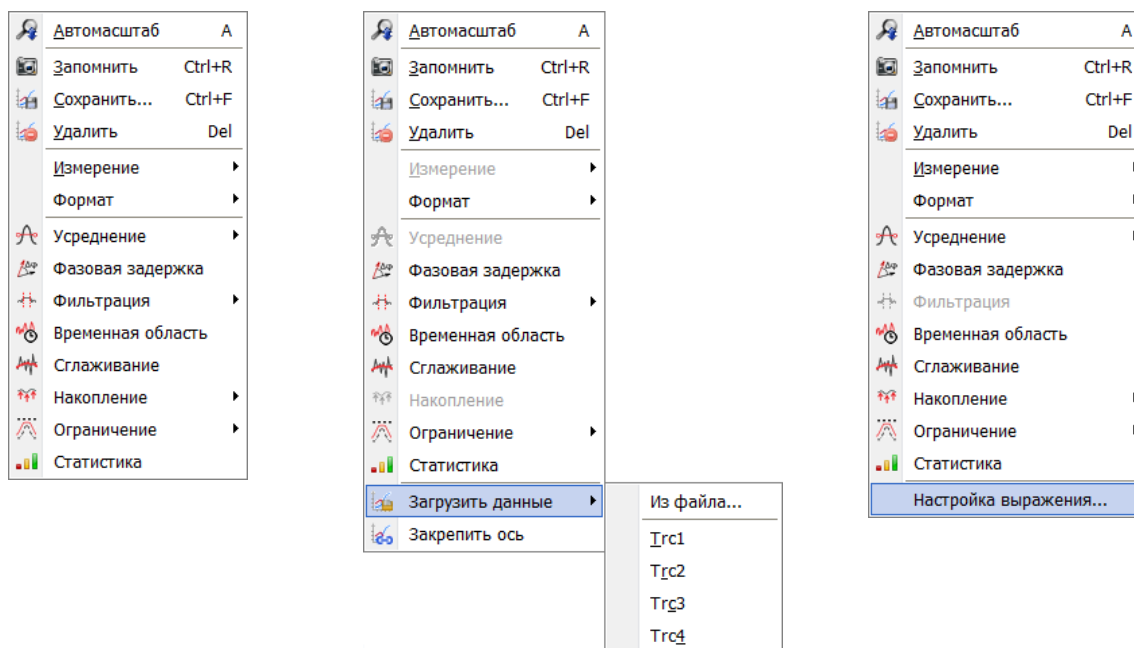 Автомасштаб A
Запомнить Ctrl+R
Сохранить... Ctrl+F
Удалить Del
Измерение
Формат
Усреднение
Фазовая задержка
Фильтрация
Временная область
Сглаживание
Накопление
Ограничение
Статистика
Автомасштаб A
Запомнить Ctrl+R
Сохранить... Ctrl+F
Удалить Del
Измерение
Формат
Усреднение
Фазовая задержка
Фильтрация
Временная область
Сглаживание
Накопление
Ограничение
Статистика
Загрузить данные
Закрепить ось
Из файла...
Trc1
Trc2
Trc3
Trc4
Автомасштаб A
Запомнить Ctrl+R
Сохранить... Ctrl+F
Удалить Del
Измерение
Формат
Усреднение
Фазовая задержка
Фильтрация
Временная область
Сглаживание
Накопление
Ограничение
Статистика
Настройка выражения...